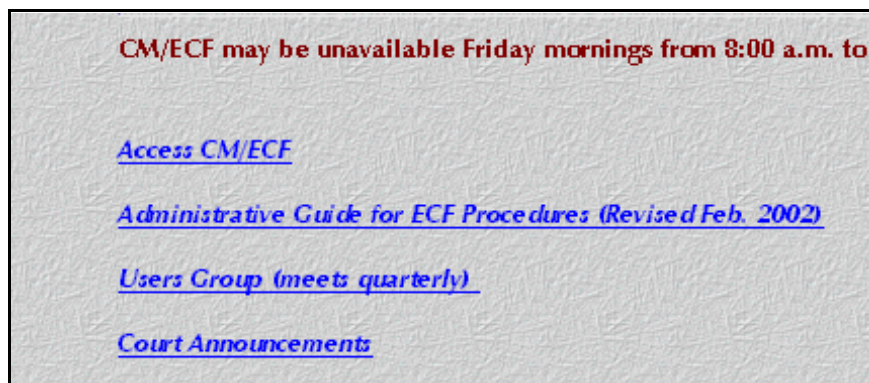 CM/ECF may be unavailable Friday mornings from 8:00 a.m. to
Access CM/ECF
Administrative Guide for ECF Procedures (Revised Feb. 2002)
Users Group (meets quarterly)
Court Announcements